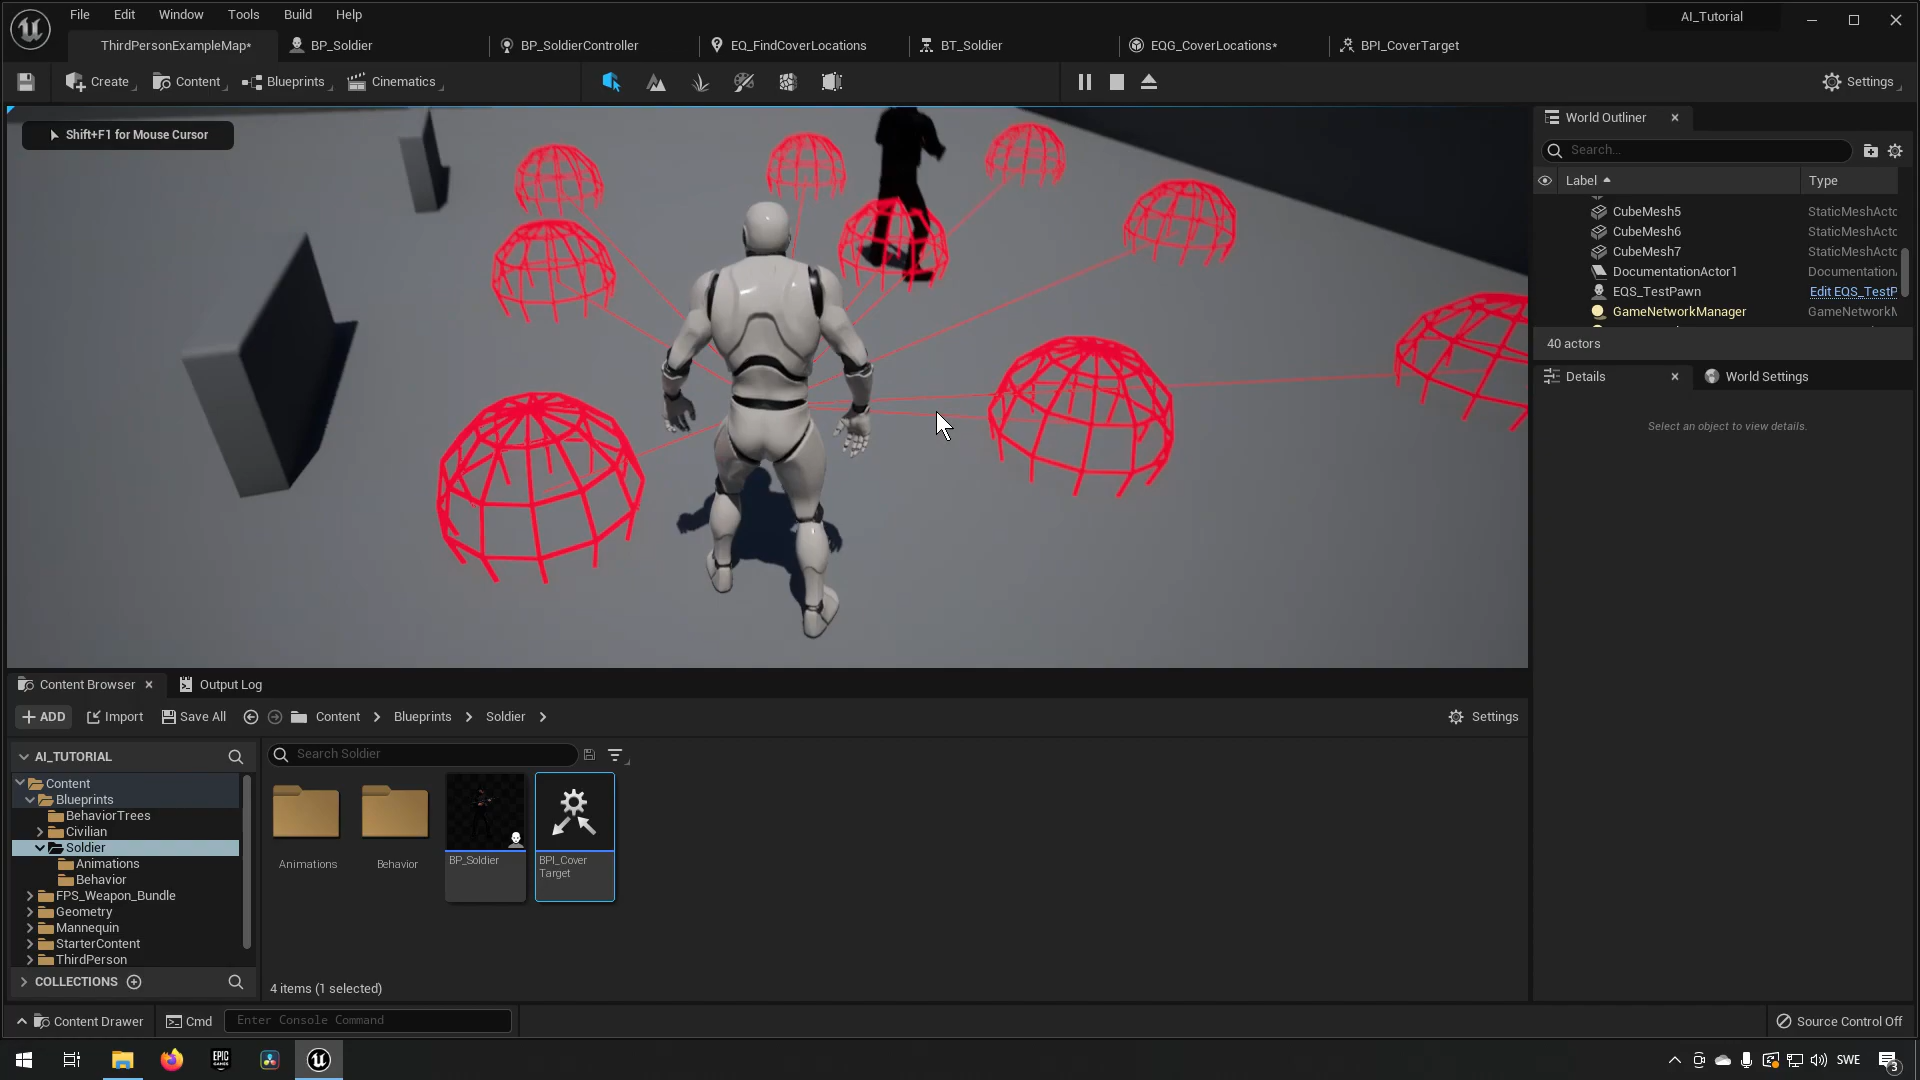 File Edit Window Tools Build Help
AI_Tutorial
ThirdPersonExampleMap* BP_Soldier BP_SoldierController EQ_FindCoverLocations BT_Soldier EQG_CoverLocations* BPI_CoverTarget
Create Content Blueprints Cinematics Settings
Shift+F1 for Mouse Cursor
World Outliner
Search...
Label Type
CubeMesh5 StaticMeshActo
CubeMesh6 StaticMeshActo
CubeMesh7 StaticMeshActo
DocumentationActor1 Documentation
EQS_TestPawn Edit EQS_TestP
GameNetworkManager GameNetworkM
40 actors
Details World Settings
Select an object to view details.
Content Browser Output Log
ADD Import Save All Content Blueprints Soldier Settings
AI_TUTORIAL
Search Soldier
Content
Blueprints
BehaviorTrees
Civilian
Soldier
Animations
Behavior
FPS_Weapon_Bundle
Geometry
Mannequin
StarterContent
ThirdPerson
COLLECTIONS
Animations
Behavior
BP_Soldier
BPI_Cover
Target
4 items (1 selected)
Content Drawer Cmd Enter Console Command Source Control Off
EPIC
GAMES
SWE
3